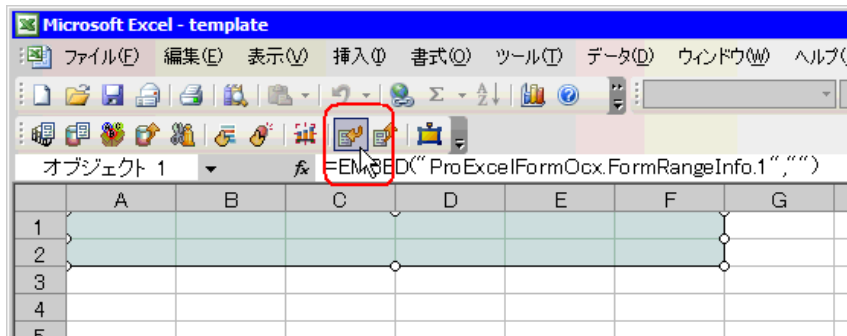 Microsoft Excel - template
ファイル(F) 編集(E) 表示(V) 挿入(I) 書式(O) ツール(T) データ(D) ウィンドウ(W) ヘルプ(
オブジェクト 1 fx =EMBED("ProExcelFormOcx.FormRangeInfo.1","")
A B C D E F G
1
2
3
4
5